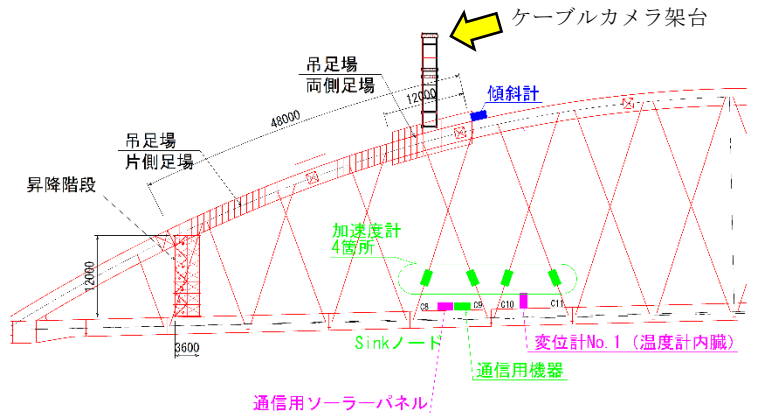 ケーブルカメラ架台
吊足場
両側足場
12000
傾斜計
48000
吊足場
片側足場
昇降階段
加速度計
4箇所
12000
C8
C9
C10
C11
3600
Sinkノード
変位計No.1（温度計内臓）
通信用機器
通信用ソーラーパネル